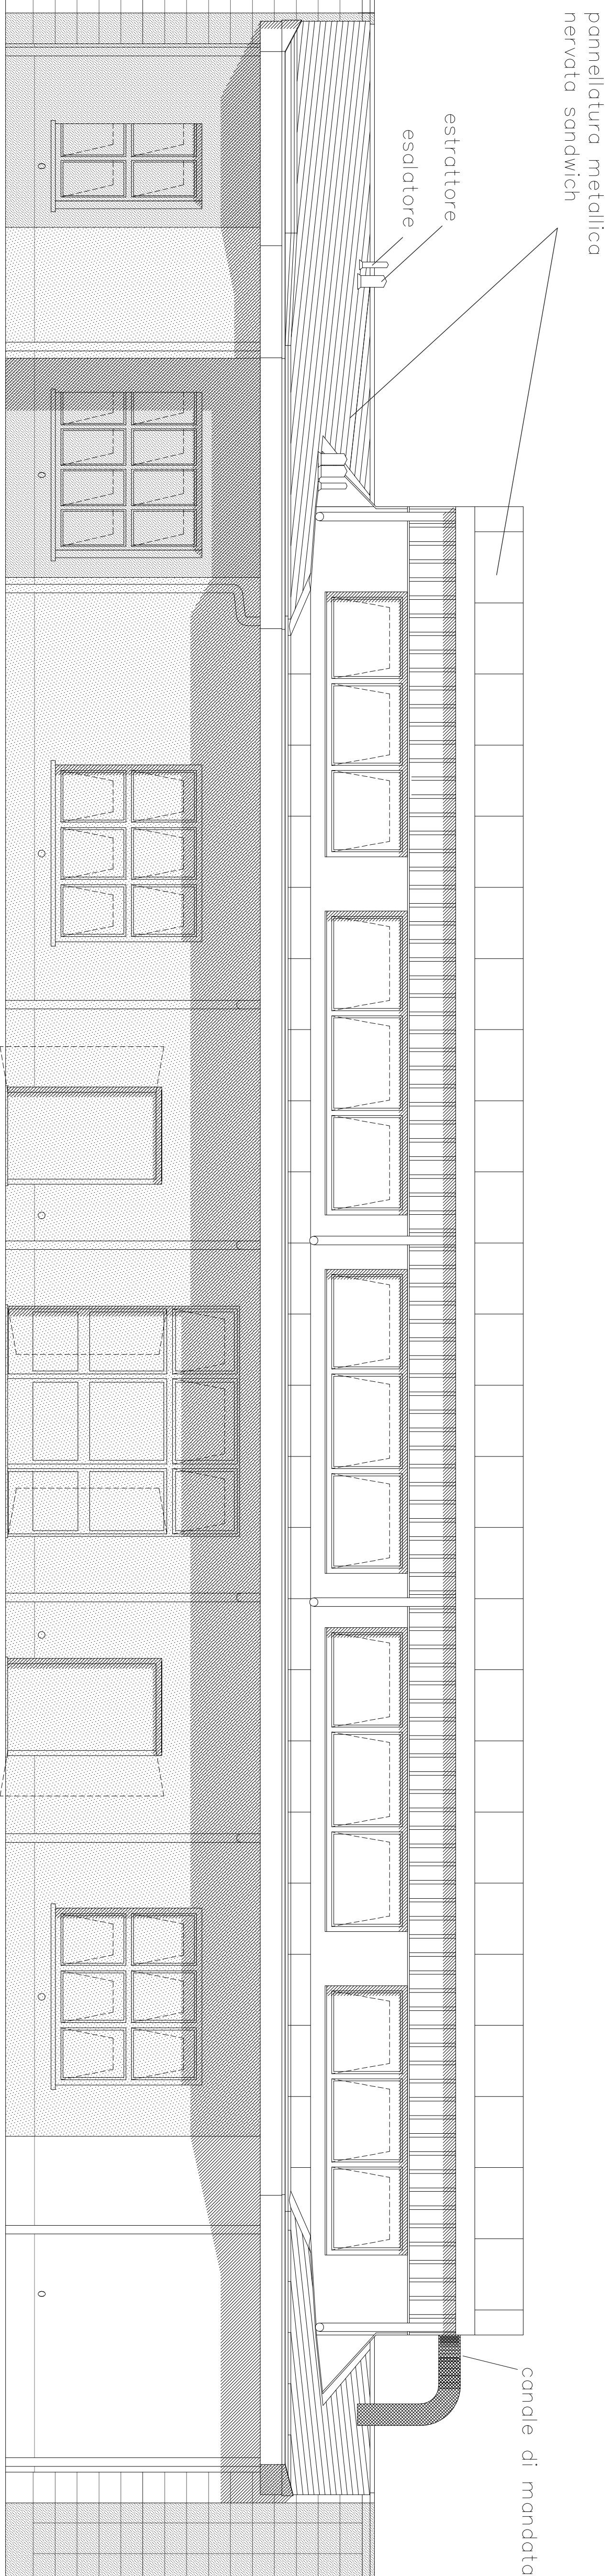 pannellatura metallica
nervata sandwich
estrattore
esalatore
canale di mandata